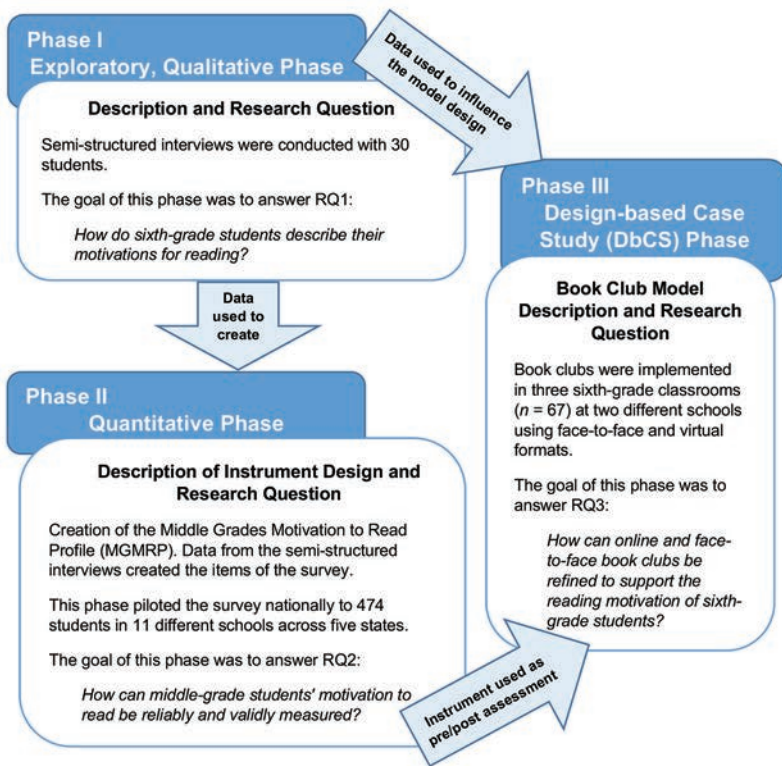 Phase I
Exploratory, Qualitative Phase
Description and Research Question
Semi-structured interviews were conducted with 30
students.
The goal of this phase was to answer RQ1:
How do sixth-grade students describe their
motivations for reading?
Data used to influence
the model design
Data
used to
create
Phase II
Quantitative Phase
Description of Instrument Design and
Research Question
Creation of the Middle Grades Motivation to Read
Profile (MGMRP). Data from the semi-structured
interviews created the items of the survey.
This phase piloted the survey nationally to 474
students in 11 different schools across five states.
The goal of this phase was to answer RQ2:
How can middle-grade students' motivation to
read be reliably and validly measured?
Instrument used as
pre/post assessment
Phase III
Design-based Case
Study (DbCS) Phase
Book Club Model
Description and Research
Question
Book clubs were implemented
in three sixth-grade classrooms
(n = 67) at two different schools
using face-to-face and virtual
formats.
The goal of this phase was to
answer RQ3:
How can online and face-
to-face book clubs be
refined to support the
reading motivation of sixth-
grade students?